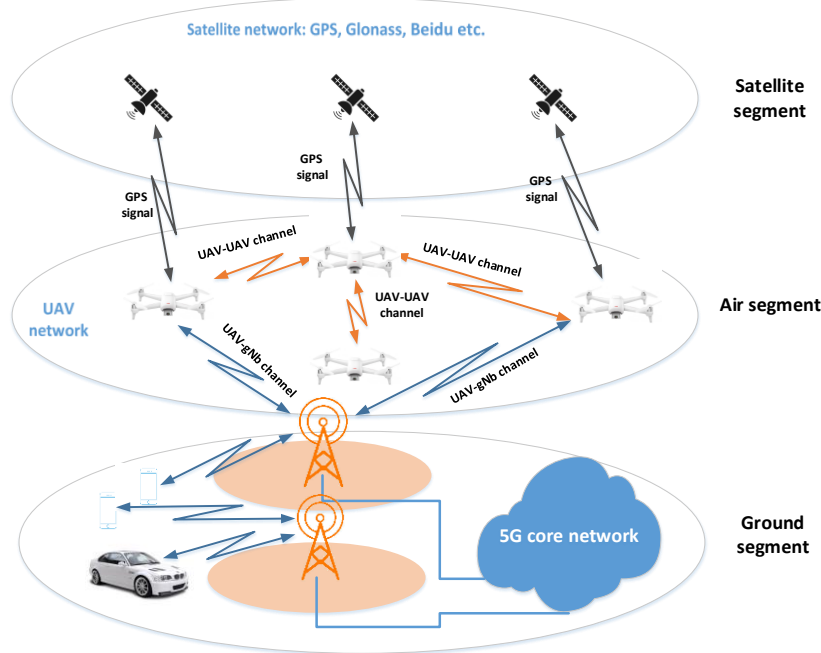 Satellite network: GPS, Glonass, Beidu etc.
Satellite
segment
GPS
signal
GPS
signal
GPS
signal
UAV-UAV channel
UAV-UAV channel
UAV-UAV
channel
UAV
network
Air segment
UAV-gNb channel
UAV-gNb channel
5G core network
Ground
segment